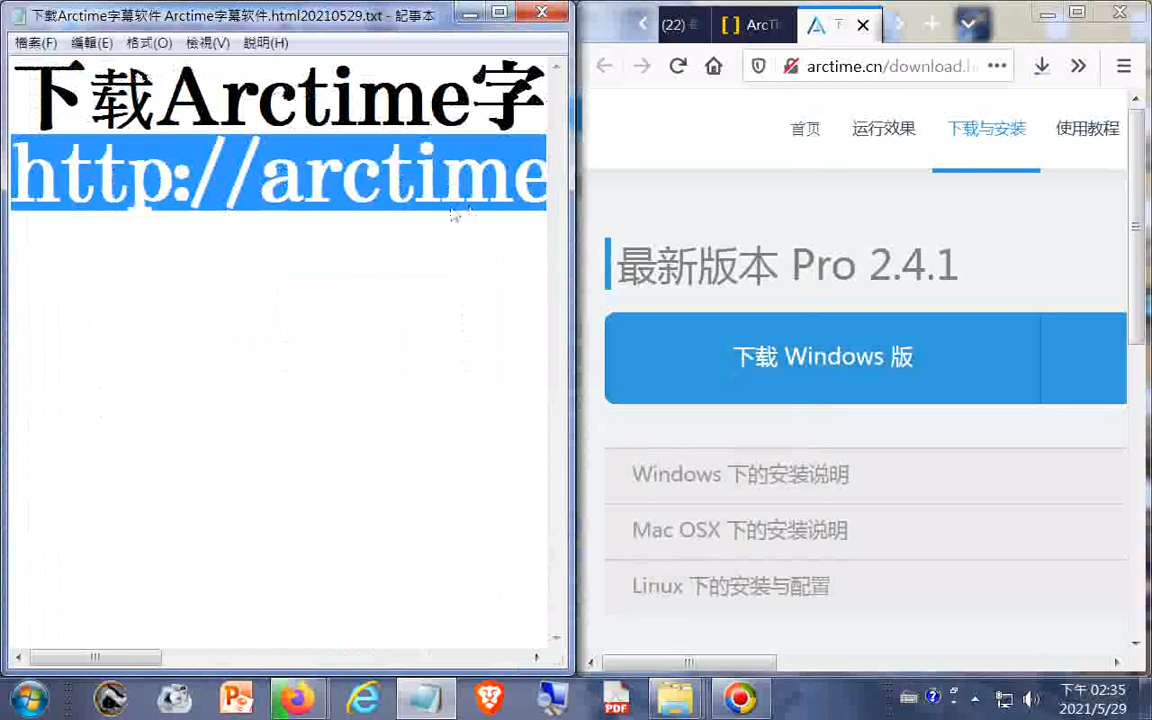 下载Arctime字幕软件 Arctime字幕软件.html20210529.txt - 記事本
檔案(F) 編輯(E) 格式(O) 檢視(V) 說明(H)
下载Arctime字
http://arctime
(22)
[ ] ArcTi
下
arctime.cn/download.
首页 运行效果 下载与安装 使用教程
最新版本 Pro 2.4.1
下载 Windows 版
Windows 下的安装说明
Mac OSX 下的安装说明
Linux 下的安装与配置
PDF
下午 02:35
2021/5/29